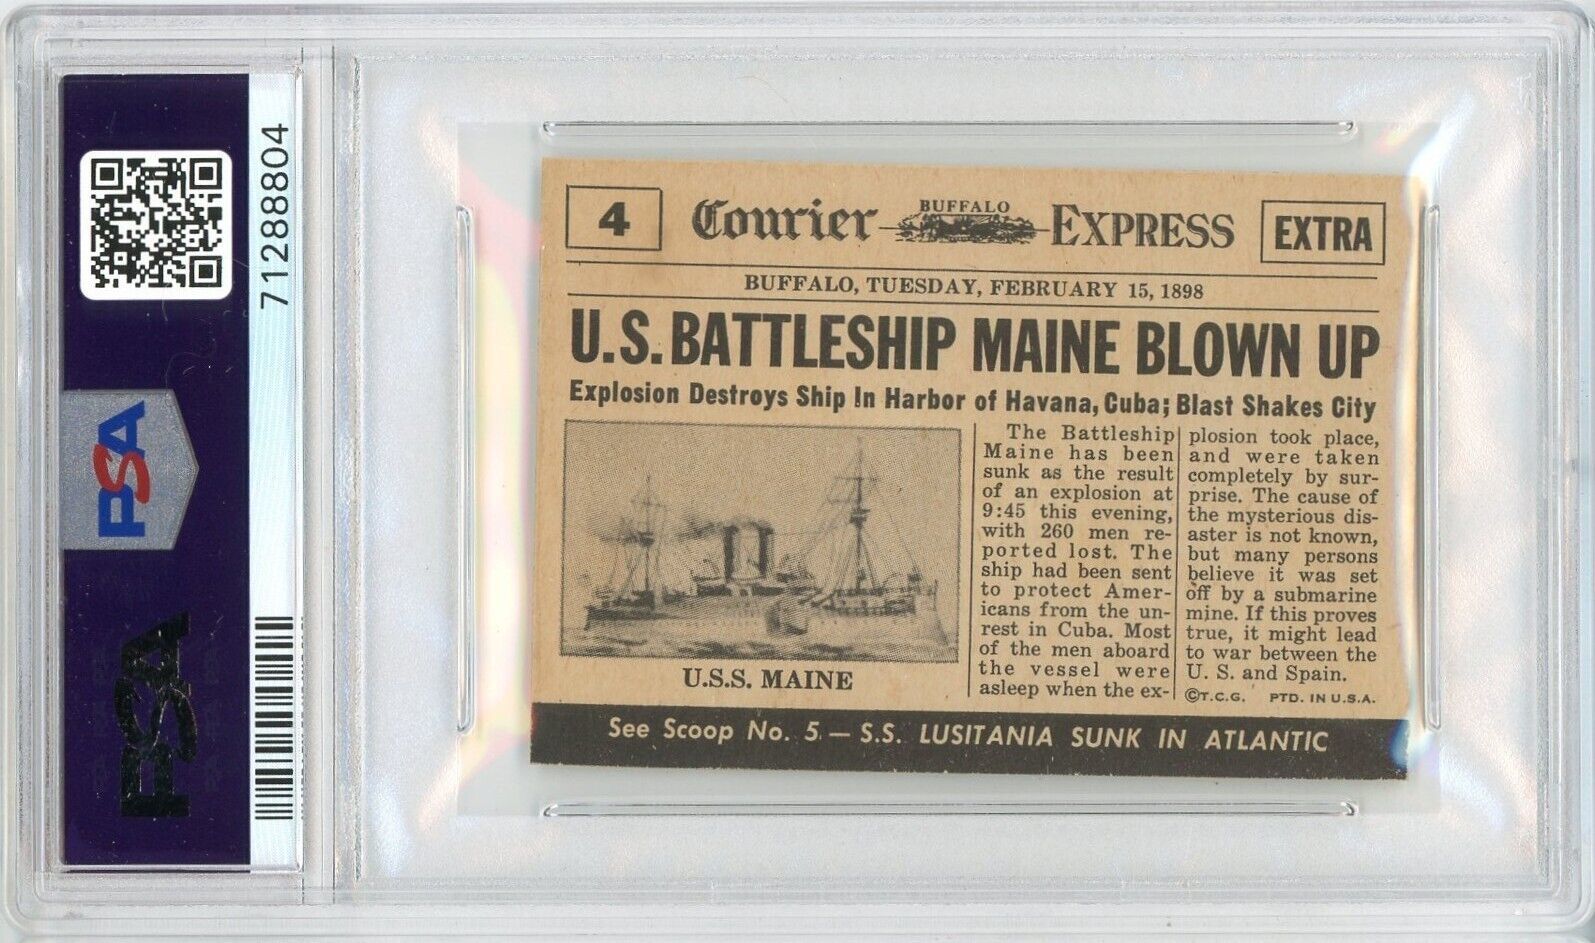 71288804
PSA
PSA
4
Courier BUFFALO EXPRESS
EXTRA
BUFFALO, TUESDAY, FEBRUARY 15, 1898
U.S. BATTLESHIP MAINE BLOWN UP
Explosion Destroys Ship In Harbor of Havana, Cuba; Blast Shakes City
U.S.S. MAINE
The Battleship
Maine has been
sunk as the result
of an explosion at
9:45 this evening,
with 260 men re-
ported lost. The
ship had been sent
to protect Amer-
icans from the un-
rest in Cuba. Most
of the men aboard
the vessel were
asleep when the ex-
plosion took place,
and were taken
completely by sur-
prise. The cause of
the mysterious dis-
aster is not known,
but many persons
believe it was set
off by a submarine
mine. If this proves
true, it might lead
to war between the
U. S. and Spain.
©T.C.G. PTD. IN U.S.A.
See Scoop No. 5 — S.S. LUSITANIA SUNK IN ATLANTIC